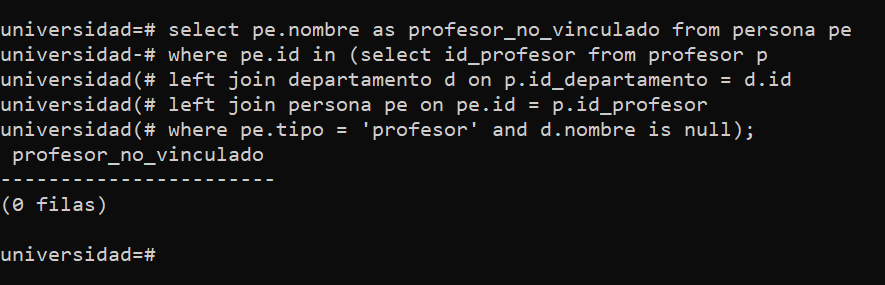 universidad=# select pe.nombre as profesor_no_vinculado from persona pe
universidad-# where pe.id in (select id_profesor from profesor p
universidad(# left join departamento d on p.id_departamento = d.id
universidad(# left join persona pe on pe.id = p.id_profesor
universidad(# where pe.tipo = 'profesor' and d.nombre is null);
 profesor_no_vinculado
-----------------------
(0 filas)
universidad=#